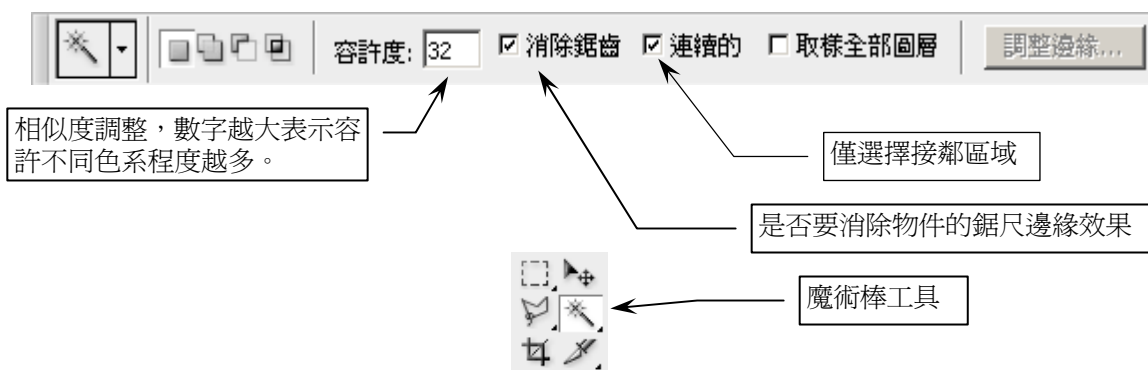 容許度: 32 消除鋸齒 連續的 取樣全部圖層 調整邊緣...
相似度調整，數字越大表示容
許不同色系程度越多。
僅選擇接鄰區域
是否要消除物件的鋸尺邊緣效果
魔術棒工具